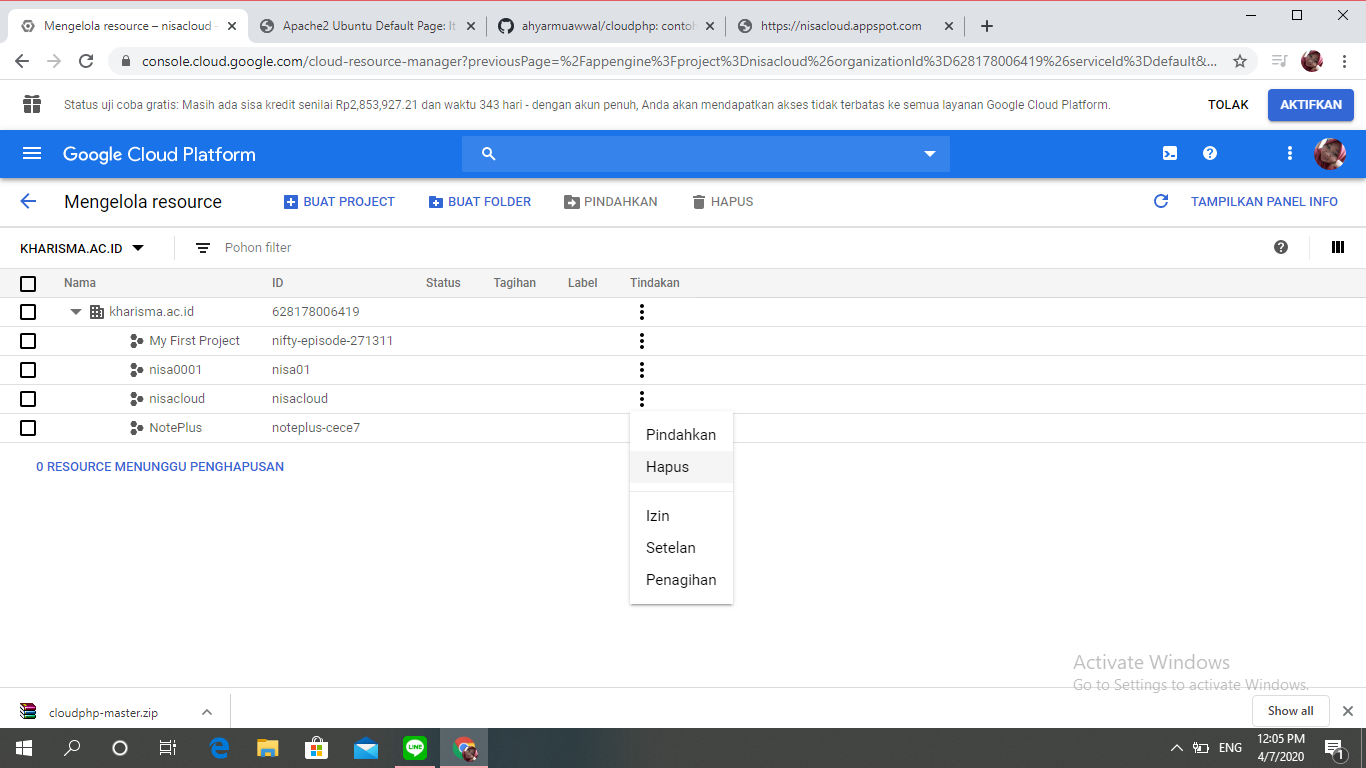 Mengelola resource – nisacloud -
Apache2 Ubuntu Default Page: It
ahyarmuawwal/cloudphp: contoh
https://nisacloud.appspot.com
console.cloud.google.com/cloud-resource-manager?previousPage=%2Fappengine%3Fproject%3Dnisacloud%26organizationId%3D628178006419%26serviceId%3Ddefault&...
Status uji coba gratis: Masih ada sisa kredit senilai Rp2,853,927.21 dan waktu 343 hari - dengan akun penuh, Anda akan mendapatkan akses tidak terbatas ke semua layanan Google Cloud Platform.
TOLAK
AKTIFKAN
Google Cloud Platform
Mengelola resource
BUAT PROJECT
BUAT FOLDER
PINDAHKAN
HAPUS
TAMPILKAN PANEL INFO
KHARISMA.AC.ID
Pohon filter
Nama ID Status Tagihan Label Tindakan
kharisma.ac.id 628178006419
My First Project nifty-episode-271311
nisa0001 nisa01
nisacloud nisacloud
NotePlus noteplus-cece7
Pindahkan
Hapus
Izin
Setelan
Penagihan
0 RESOURCE MENUNGGU PENGHAPUSAN
Activate Windows
Go to Settings to activate Windows.
cloudphp-master.zip
Show all
LINE
ENG
12:05 PM
4/7/2020
1